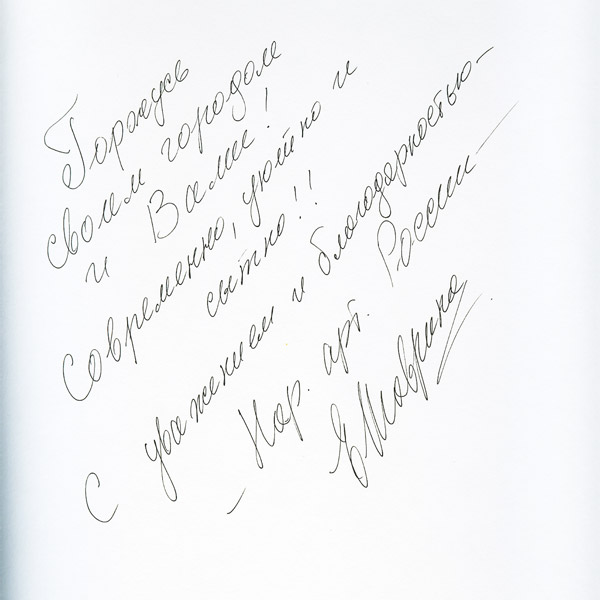 Горжусь
своим городом
и Вами!
Современно, уютно и
сытно!!
С уважением и благодарностью-
- Нар. арт. России -
Е Маврина